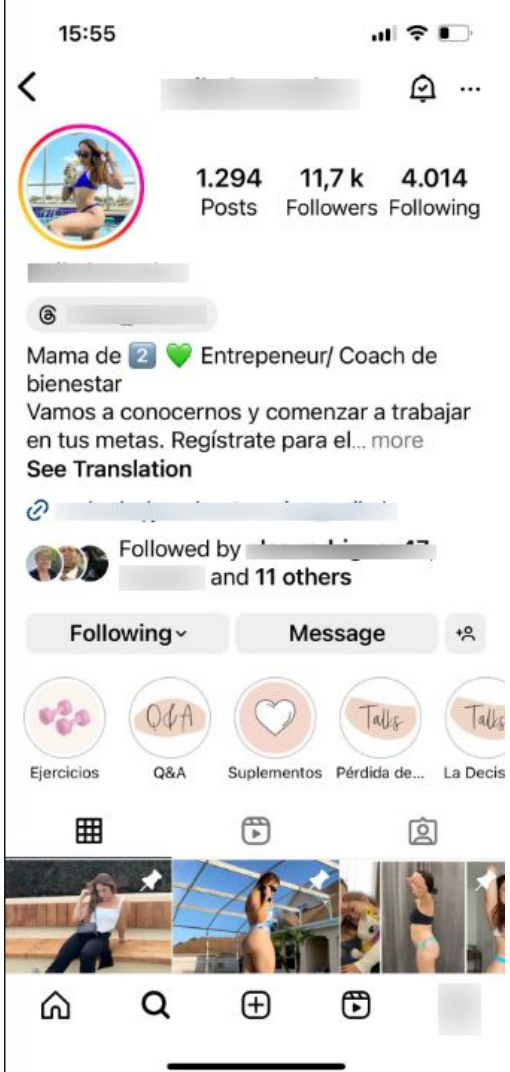 15:55
1.294 11,7 k 4.014
Posts Followers Following
Mama de 2️⃣ 💚 Entrepeneur/ Coach de
bienestar
Vamos a conocernos y comenzar a trabajar
en tus metas. Regístrate para el... more
See Translation
Followed by
and 11 others
Following Message
Q&A Talks Talks
Ejercicios Q&A Suplementos Pérdida de... La Decis